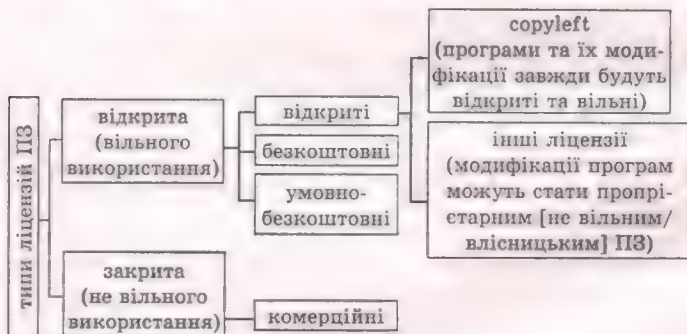 типи ліцензій ПЗ
відкрита
(вільного
використання)
закрита
(не вільного
використання)
відкриті
безкоштовні
умовно-
безкоштовні
комерційні
copyleft
(програми та їх моди-
фікації завжди будуть
відкриті та вільні)
інші ліцензії
(модифікації програм
можуть стати пропрі-
єтарним [не вільним/
влісницьким] ПЗ)